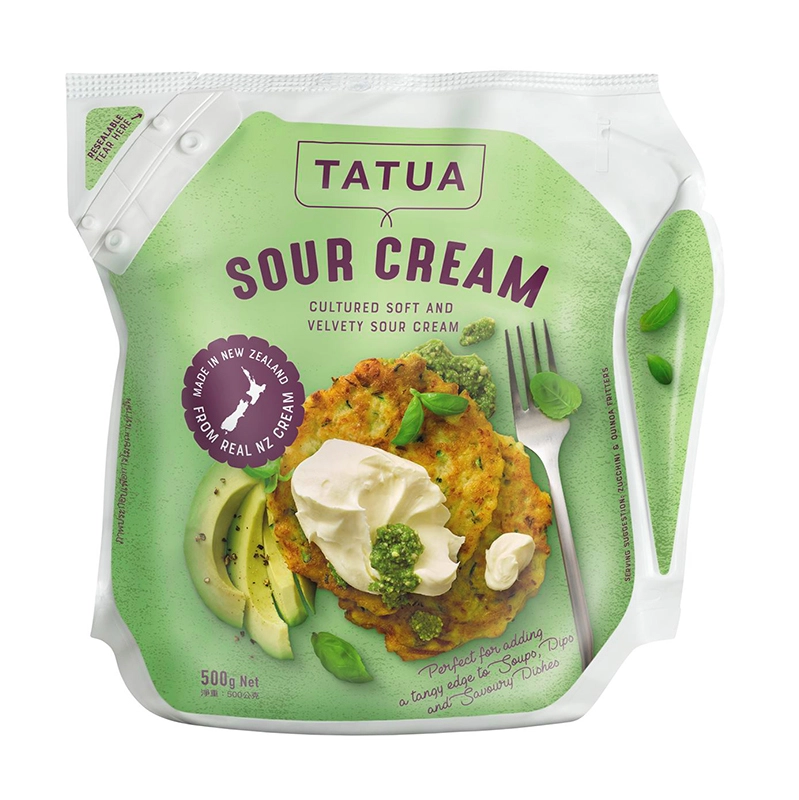 RESEALABLE
TEAR HERE
TATUA
SOUR CREAM
CULTURED SOFT AND
VELVETY SOUR CREAM
MADE IN NEW ZEALAND
FROM REAL NZ CREAM
SERVING SUGGESTION: ZUCCHINI & QUINOA FRITTERS
Perfect for adding
a tangy edge to Soups, Dips
and Savoury Dishes
500g Net
淨重：500公克